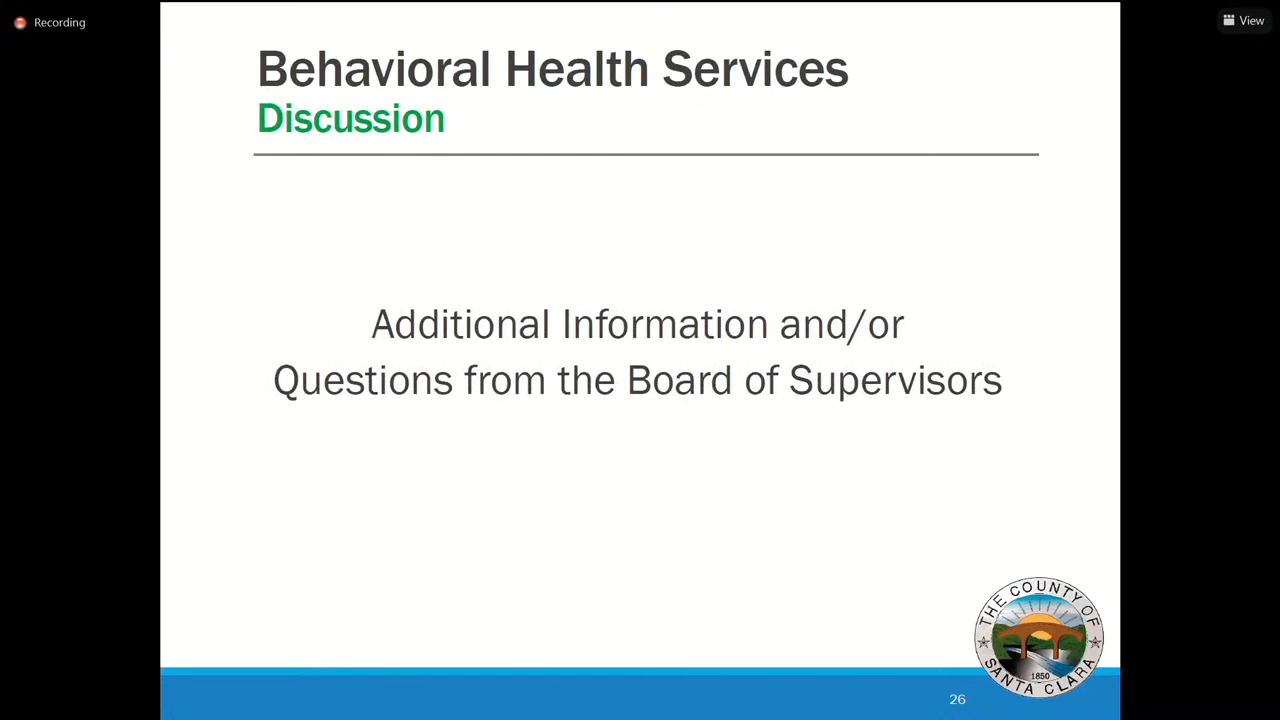 Recording
View
Behavioral Health Services
Discussion
Additional Information and/or
Questions from the Board of Supervisors
THE COUNTY OF
SANTA CLARA
1850
26